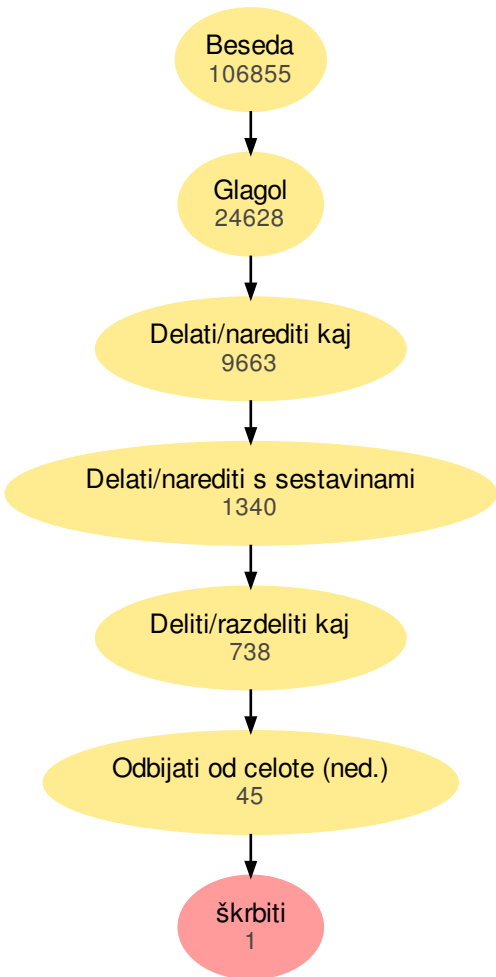 Beseda
106855
Glagol
24628
Delati/narediti kaj
9663
Delati/narediti s sestavinami
1340
Deliti/razdeliti kaj
738
Odbijati od celote (ned.)
45
škrbiti
1